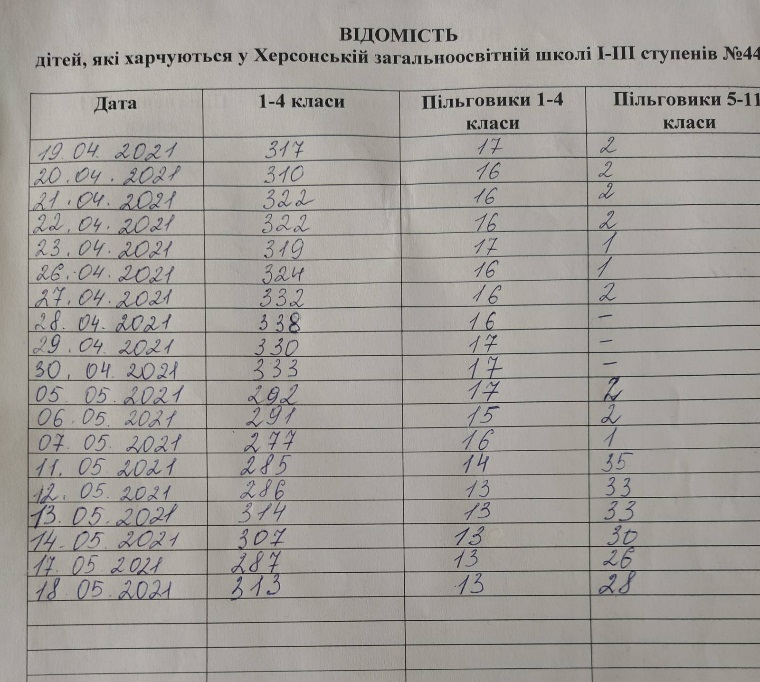 ВІДОМІСТЬ
дітей, які харчуються у Херсонській загальноосвітній школі І-ІІІ ступенів №44
Дата 1-4 класи Пільговики 1-4 класи Пільговики 5-11 класи
19.04.2021 317 17 2
20.04.2021 310 16 2
21.04.2021 322 16 2
22.04.2021 322 16 2
23.04.2021 319 17 1
26.04.2021 324 16 1
27.04.2021 332 16 2
28.04.2021 338 16 -
29.04.2021 330 17 -
30.04.2021 333 17 -
05.05.2021 292 17 2
06.05.2021 291 15 2
07.05.2021 277 16 1
11.05.2021 285 14 35
12.05.2021 286 13 33
13.05.2021 314 13 33
14.05.2021 307 13 30
17.05.2021 287 13 26
18.05.2021 313 13 28